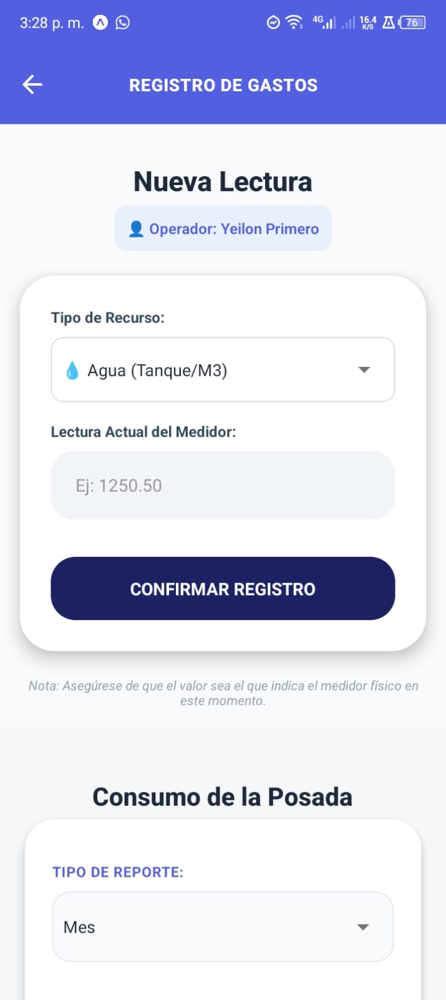 3:28 p. m.
4G
16.4
K/S
76
REGISTRO DE GASTOS
Nueva Lectura
Operador: Yeilon Primero
Tipo de Recurso:
Agua (Tanque/M3)
Lectura Actual del Medidor:
Ej: 1250.50
CONFIRMAR REGISTRO
Nota: Asegúrese de que el valor sea el que indica el medidor físico en
este momento.
Consumo de la Posada
TIPO DE REPORTE:
Mes